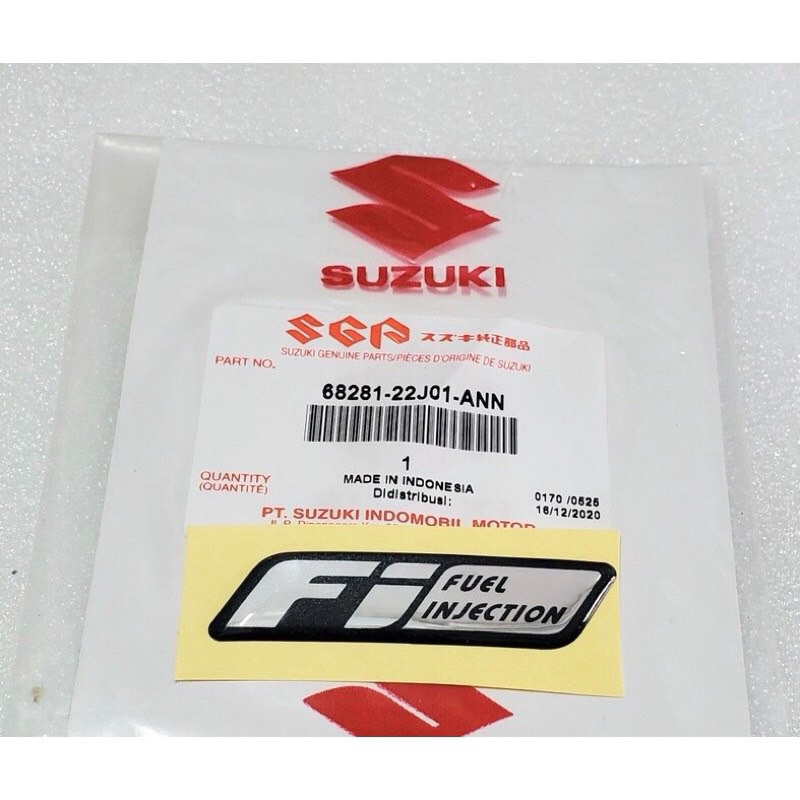 SUZUKI
SGP スズキ純正部品
SUZUKI GENUINE PARTS/PIÈCES D'ORIGINE DE SUZUKI
PART NO.
68281-22J01-ANN
1
QUANTITY
(QUANTITÉ)
MADE IN INDONESIA
Didistribusi:
0170 /0525
16/12/2020
PT. SUZUKI INDOMOBIL MOTOR
Fi FUEL
INJECTION